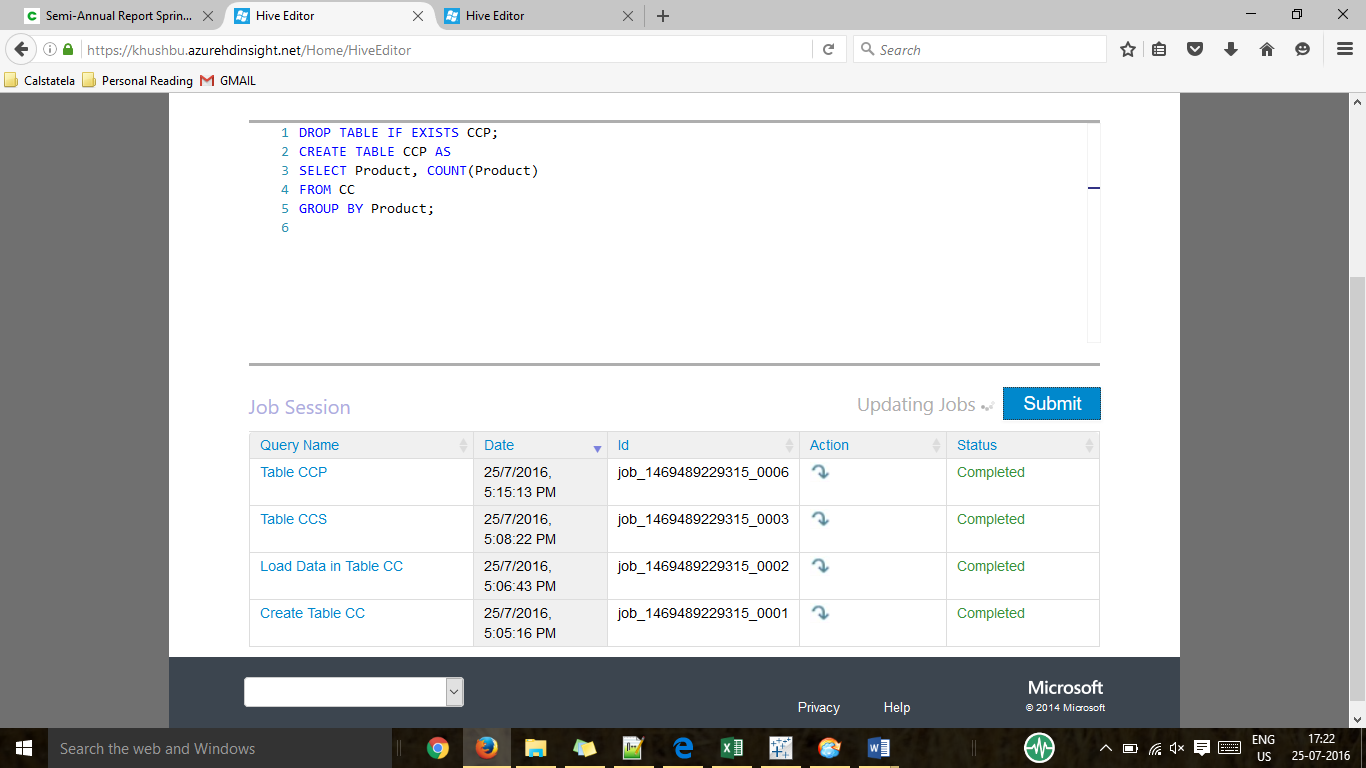 Semi-Annual Report Sprin...
Hive Editor
Hive Editor
https://khushbu.azurehdinsight.net/Home/HiveEditor
Search
Calstatela
Personal Reading
GMAIL
1 DROP TABLE IF EXISTS CCP;
2 CREATE TABLE CCP AS
3 SELECT Product, COUNT(Product)
4 FROM CC
5 GROUP BY Product;
6
Job Session
Updating Jobs
Submit
Query Name Date Id Action Status
Table CCP 25/7/2016, job_1469489229315_0006 Completed
5:15:13 PM
Table CCS 25/7/2016, job_1469489229315_0003 Completed
5:08:22 PM
Load Data in Table CC 25/7/2016, job_1469489229315_0002 Completed
5:06:43 PM
Create Table CC 25/7/2016, job_1469489229315_0001 Completed
5:05:16 PM
Microsoft
Privacy Help © 2014 Microsoft
Search the web and Windows
ENG 17:22
US 25-07-2016